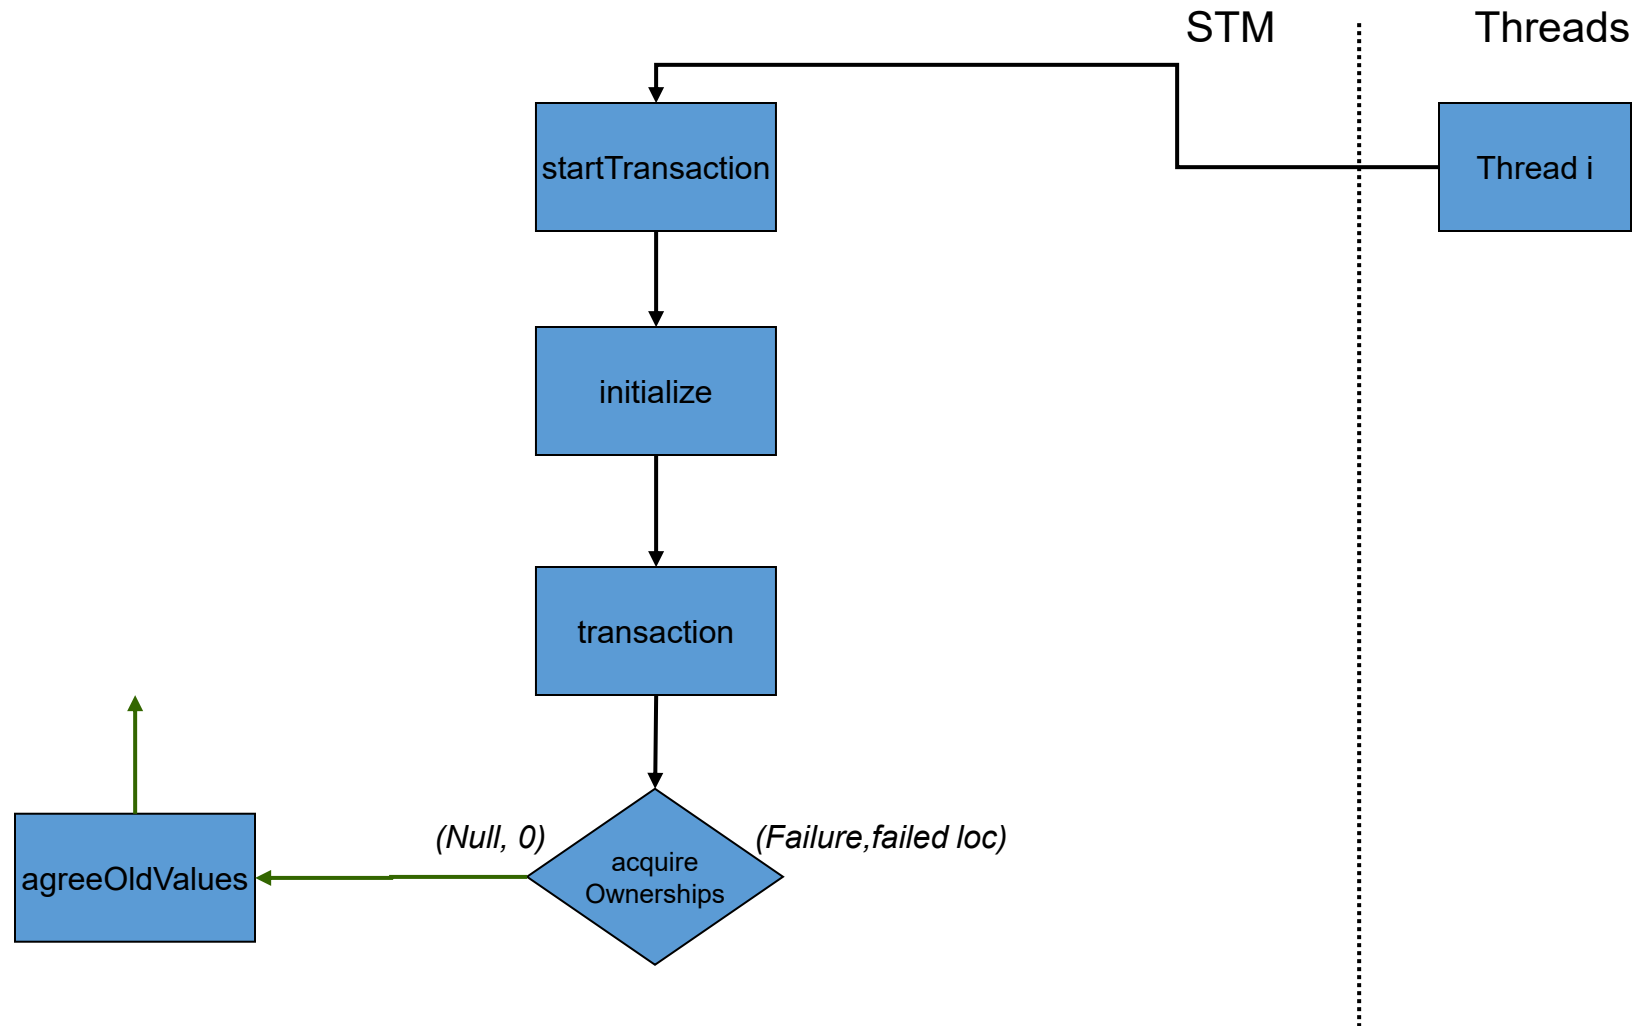 STM
Threads
startTransaction
Thread i
initialize
transaction
(Null, 0)
(Failure,failed loc)
acquire
Ownerships
agreeOldValues